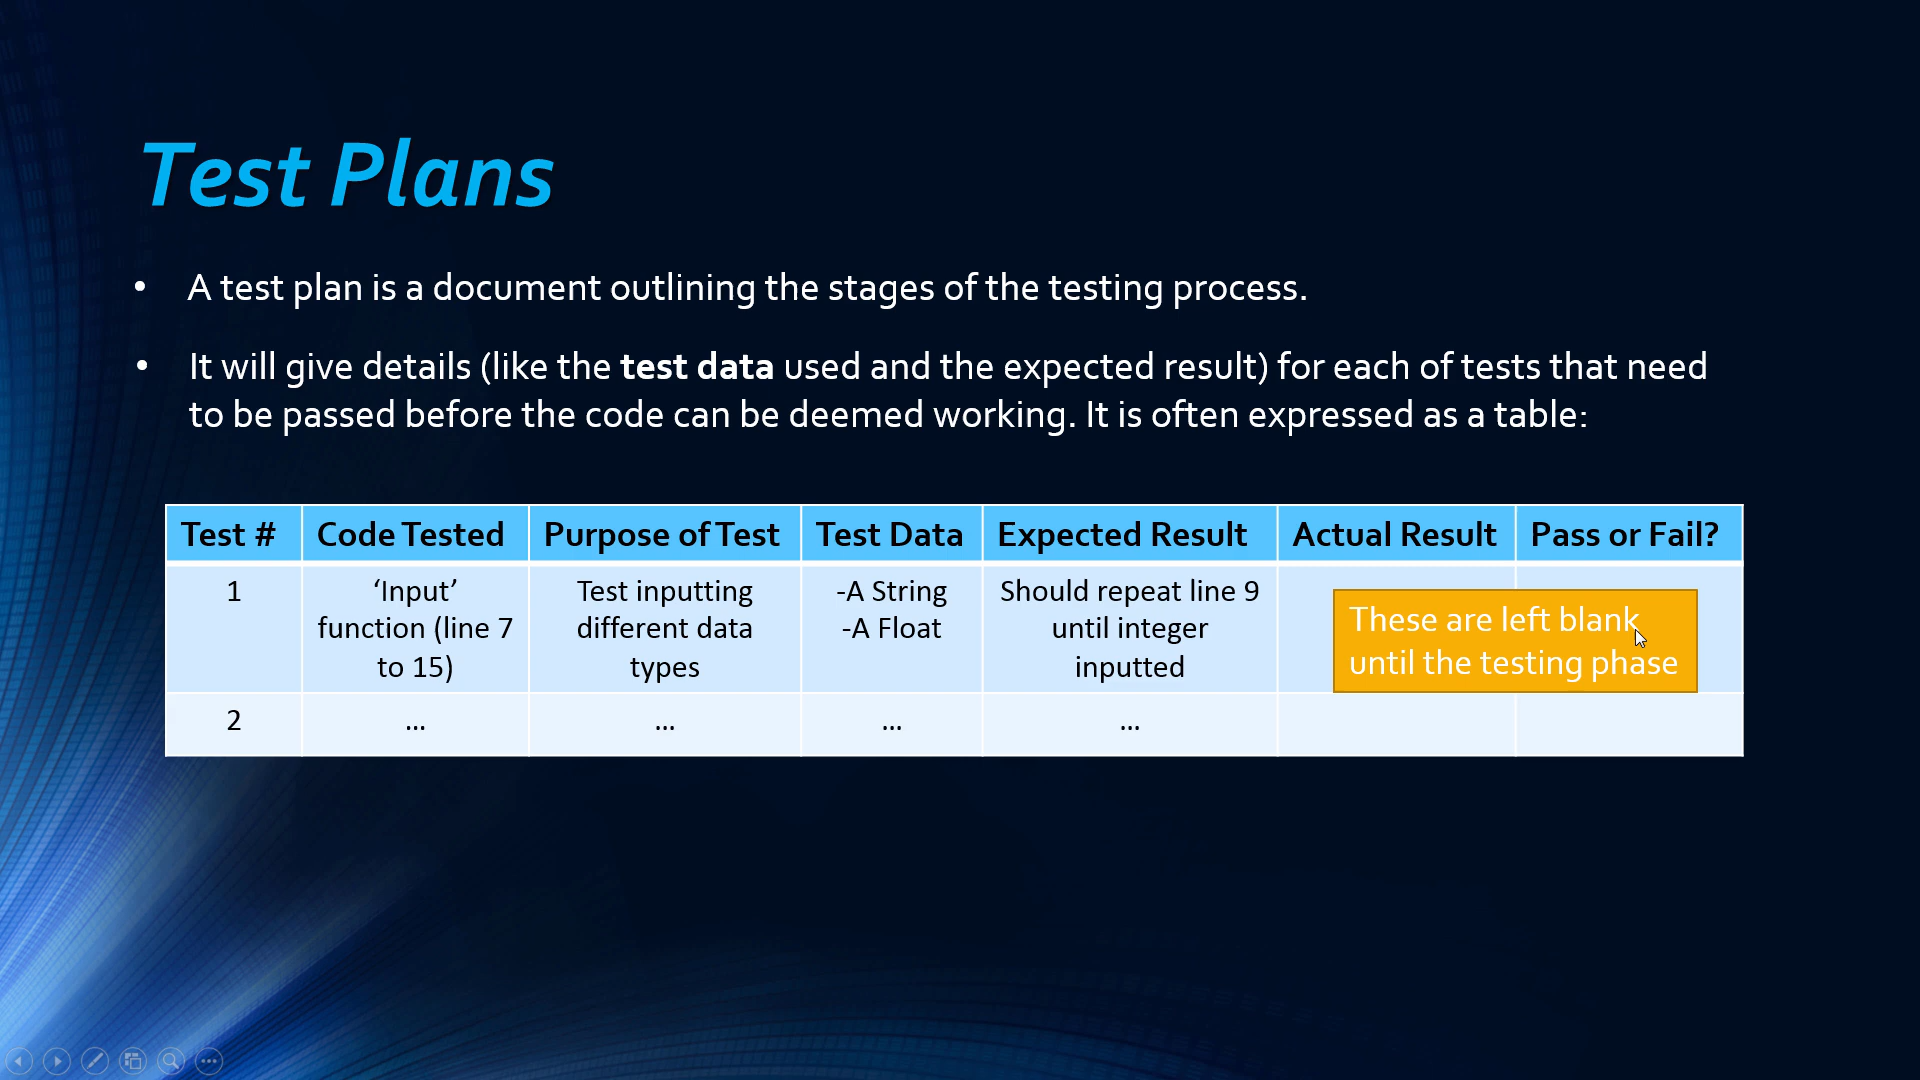 Test Plans
• A test plan is a document outlining the stages of the testing process.
• It will give details (like the test data used and the expected result) for each of tests that need
to be passed before the code can be deemed working. It is often expressed as a table:
Test # Code Tested Purpose of Test Test Data Expected Result Actual Result Pass or Fail?
1 ‘Input’ Test inputting -A String Should repeat line 9
function (line 7 different data -A Float until integer
to 15) types inputted
These are left blank
until the testing phase
2 ... ... ... ...